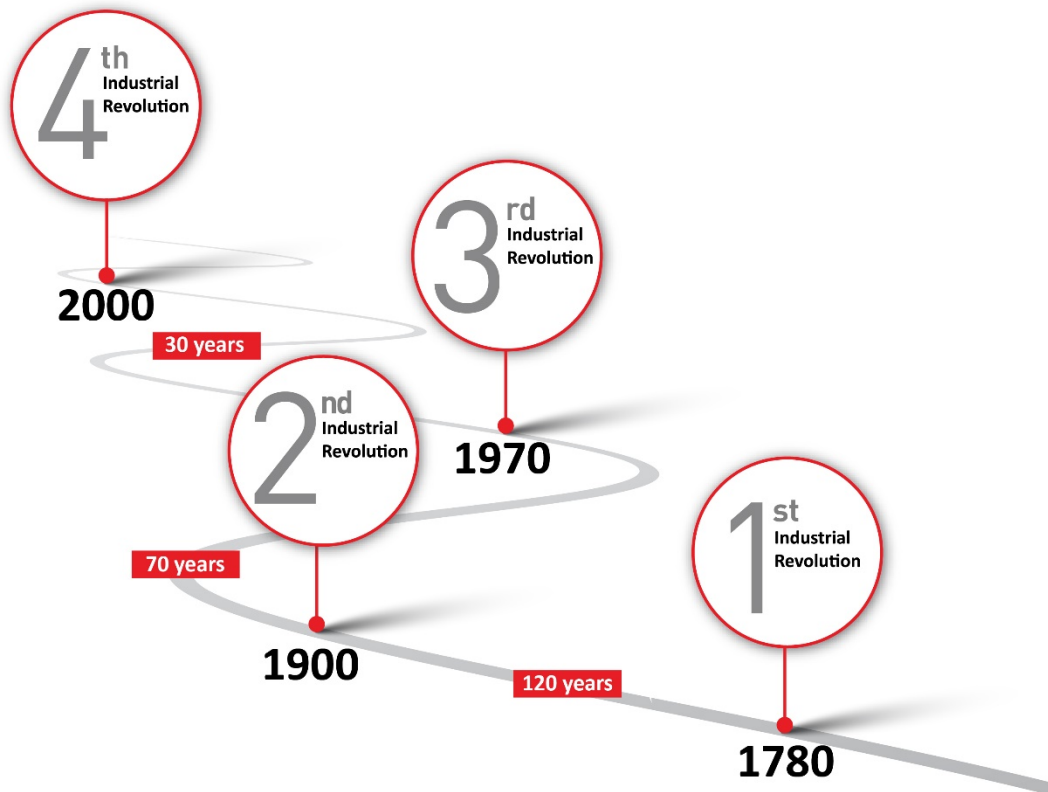 4th
Industrial
Revolution
2000
30 years
3rd
Industrial
Revolution
1970
2nd
Industrial
Revolution
70 years
1900
1st
Industrial
Revolution
120 years
1780